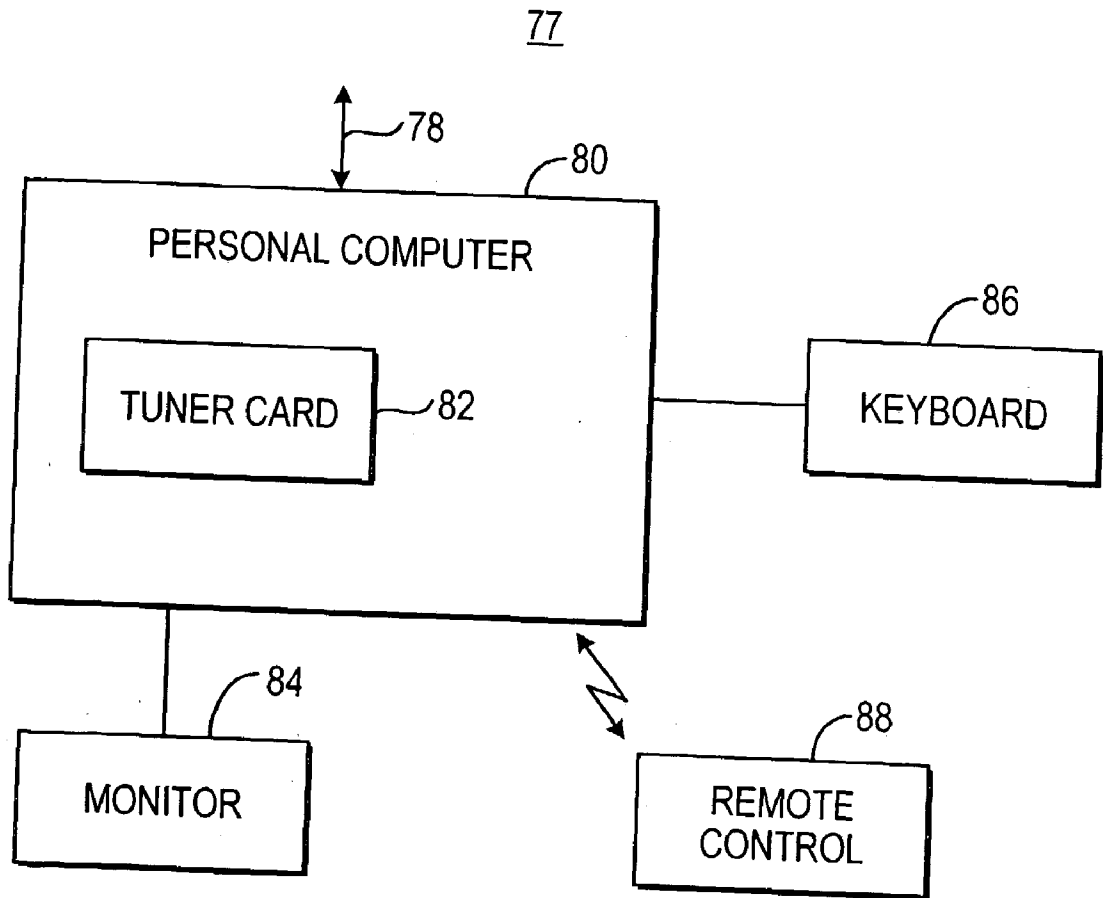 77
78
80
PERSONAL COMPUTER
86
TUNER CARD
82
KEYBOARD
84
88
MONITOR
REMOTE
CONTROL